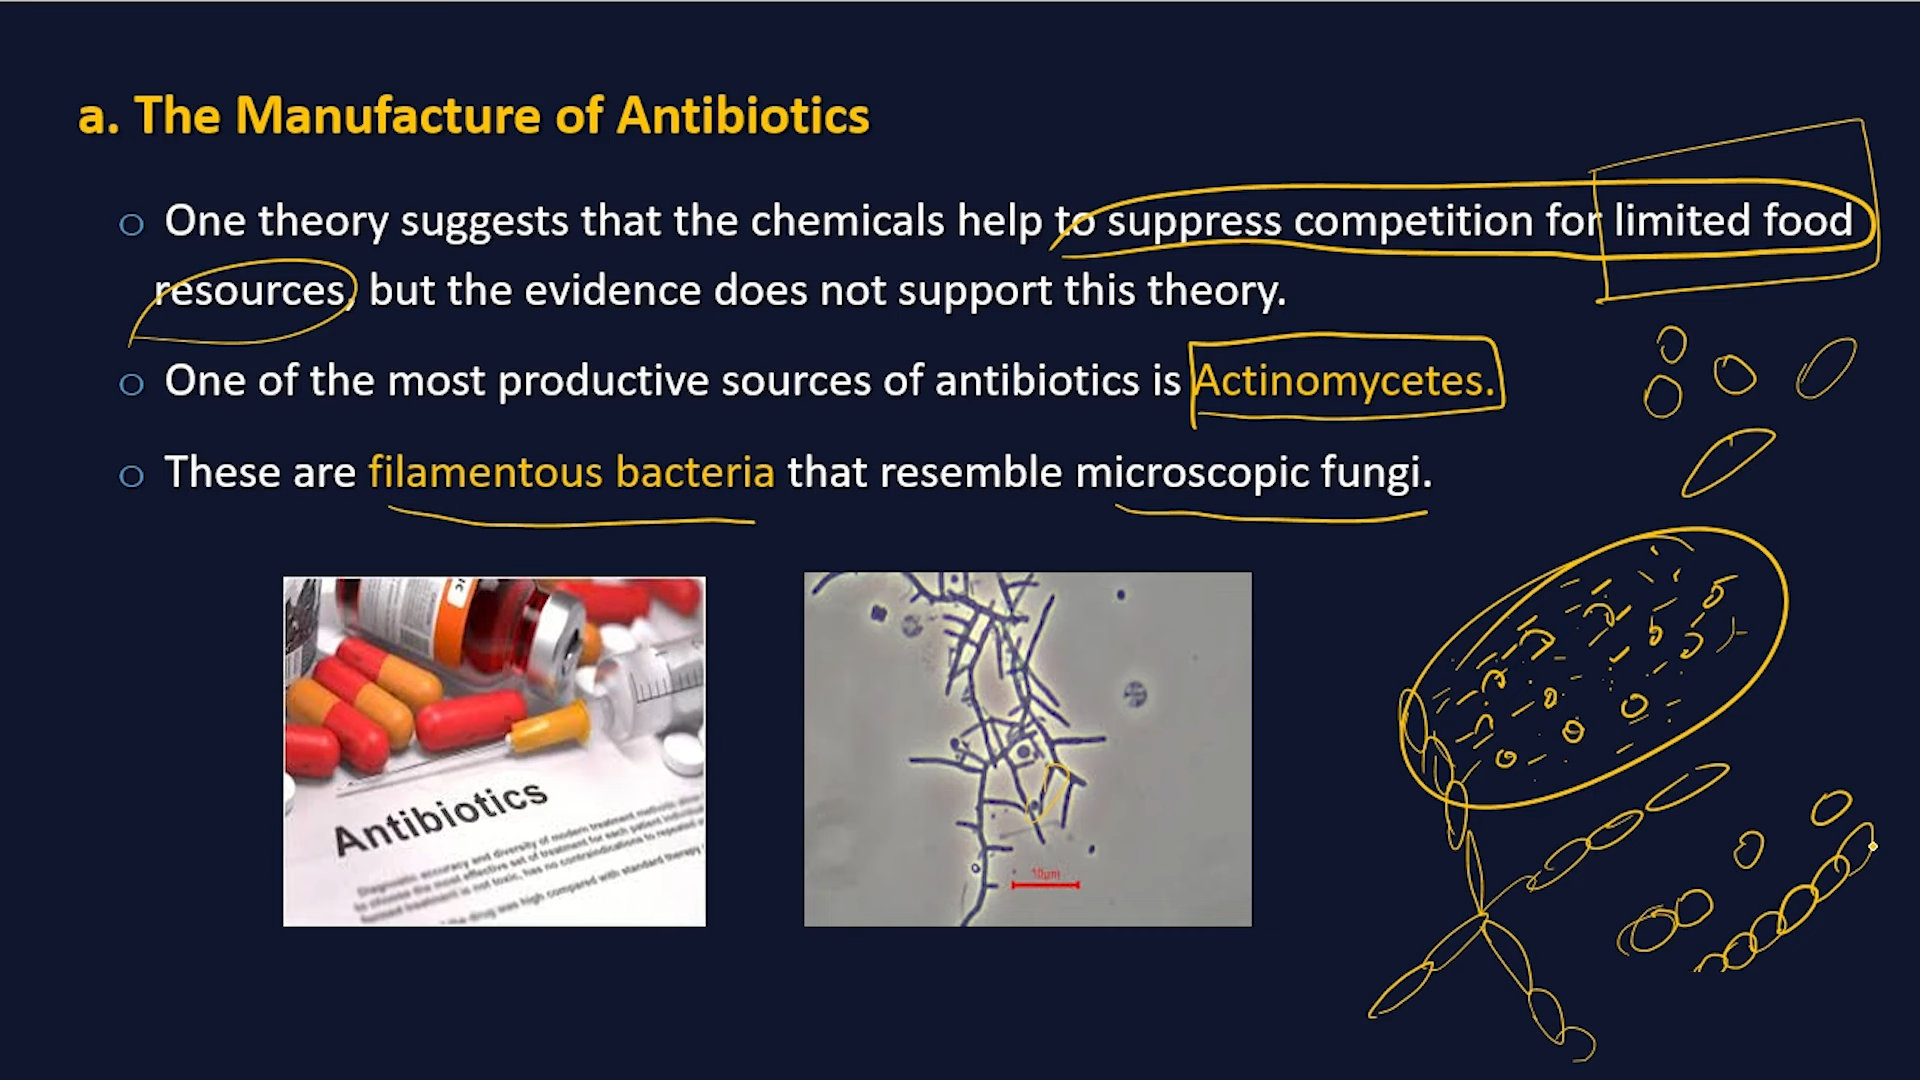 a. The Manufacture of Antibiotics
o One theory suggests that the chemicals help to suppress competition for limited food
resources, but the evidence does not support this theory.
o One of the most productive sources of antibiotics is Actinomycetes.
o These are filamentous bacteria that resemble microscopic fungi.
Antibiotics
10µm